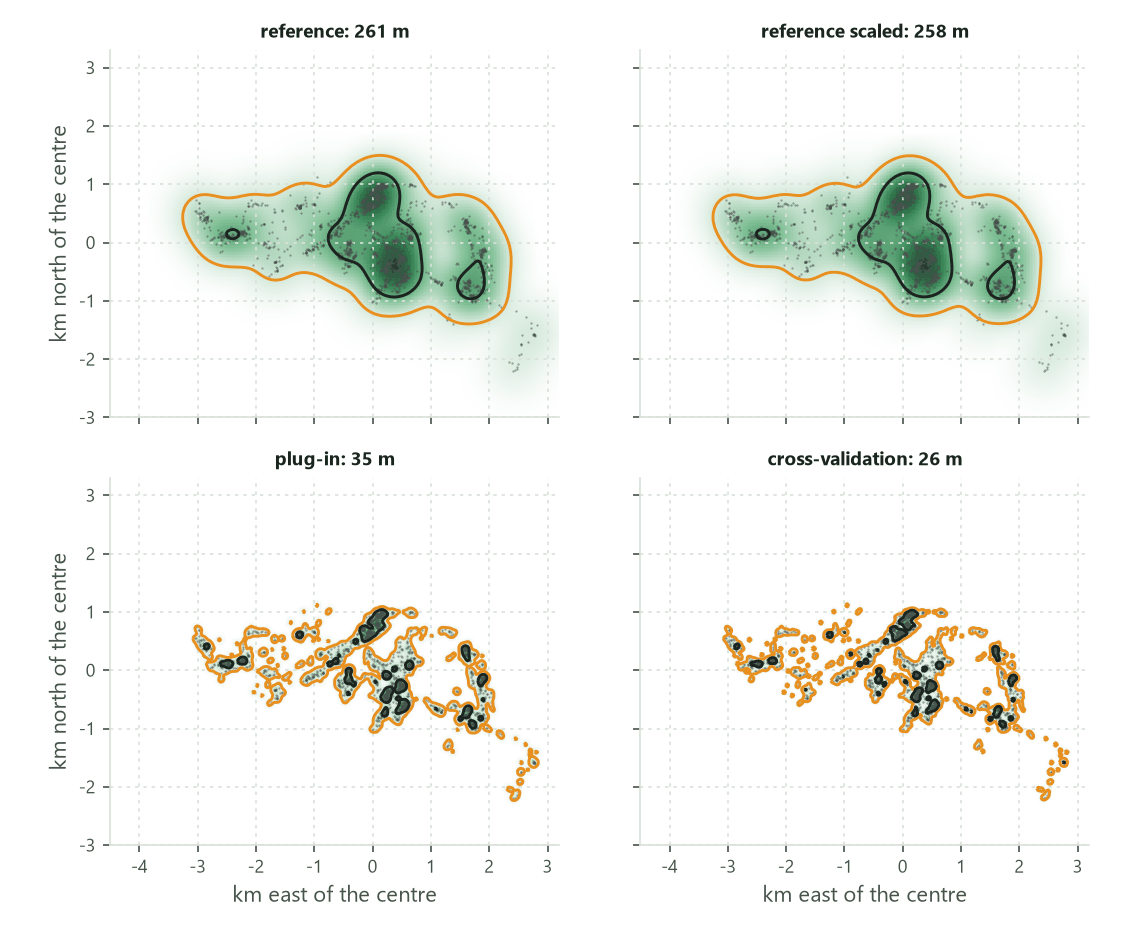 reference: 261 m
reference scaled: 258 m
km north of the centre
3
2
1
0
-1
-2
-3
plug-in: 35 m
cross-validation: 26 m
km north of the centre
3
2
1
0
-1
-2
-3
-4 -3 -2 -1 0 1 2 3
-4 -3 -2 -1 0 1 2 3
km east of the centre
km east of the centre